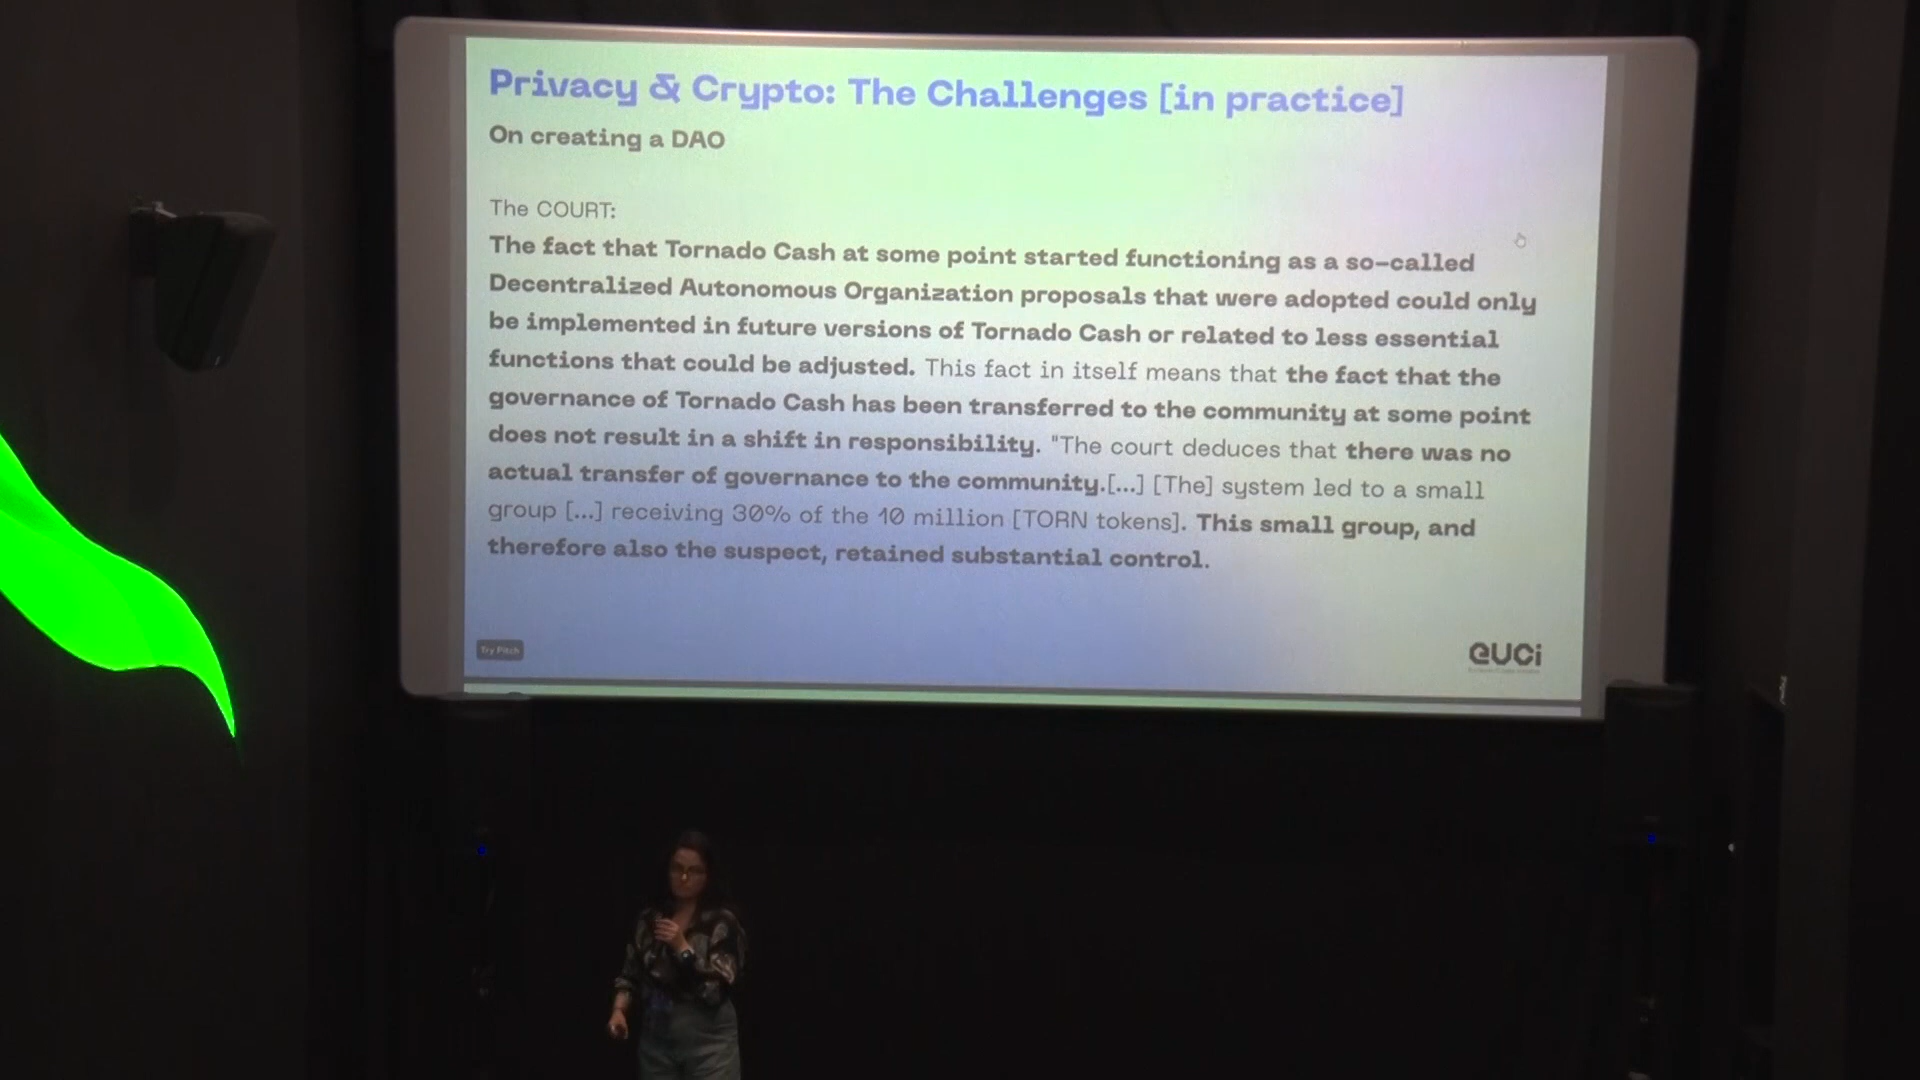 Privacy & Crypto: The Challenges [in practice]
On creating a DAO
The COURT:
The fact that Tornado Cash at some point started functioning as a so-called
Decentralized Autonomous Organization proposals that were adopted could only
be implemented in future versions of Tornado Cash or related to less essential
functions that could be adjusted. This fact in itself means that the fact that the
governance of Tornado Cash has been transferred to the community at some point
does not result in a shift in responsibility. "The court deduces that there was no
actual transfer of governance to the community.[...] [The] system led to a small
group [...] receiving 30% of the 10 million [TORN tokens]. This small group, and
therefore also the suspect, retained substantial control.
Try Pitch
eUCi